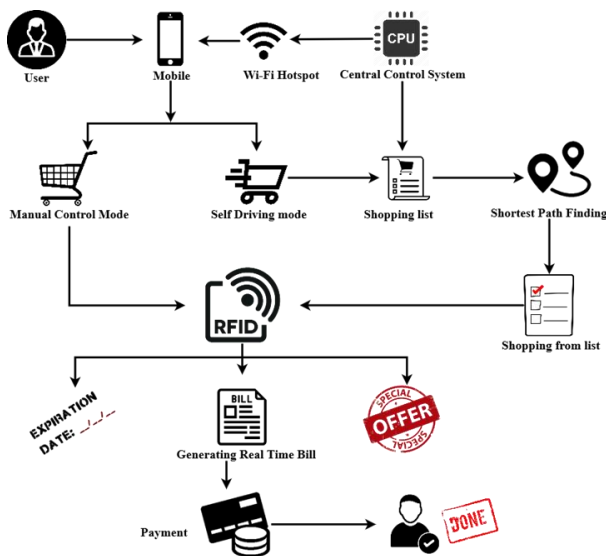 CPU
User
Mobile
Wi-Fi Hotspot
Central Control System
Manual Control Mode
Self Driving mode
Shopping list
Shortest Path Finding
RFID
Shopping from list
EXPIRATION
DATE: _/_/_
BILL
SPECIAL
OFFER
SPECIAL
Generating Real Time Bill
Payment
DONE